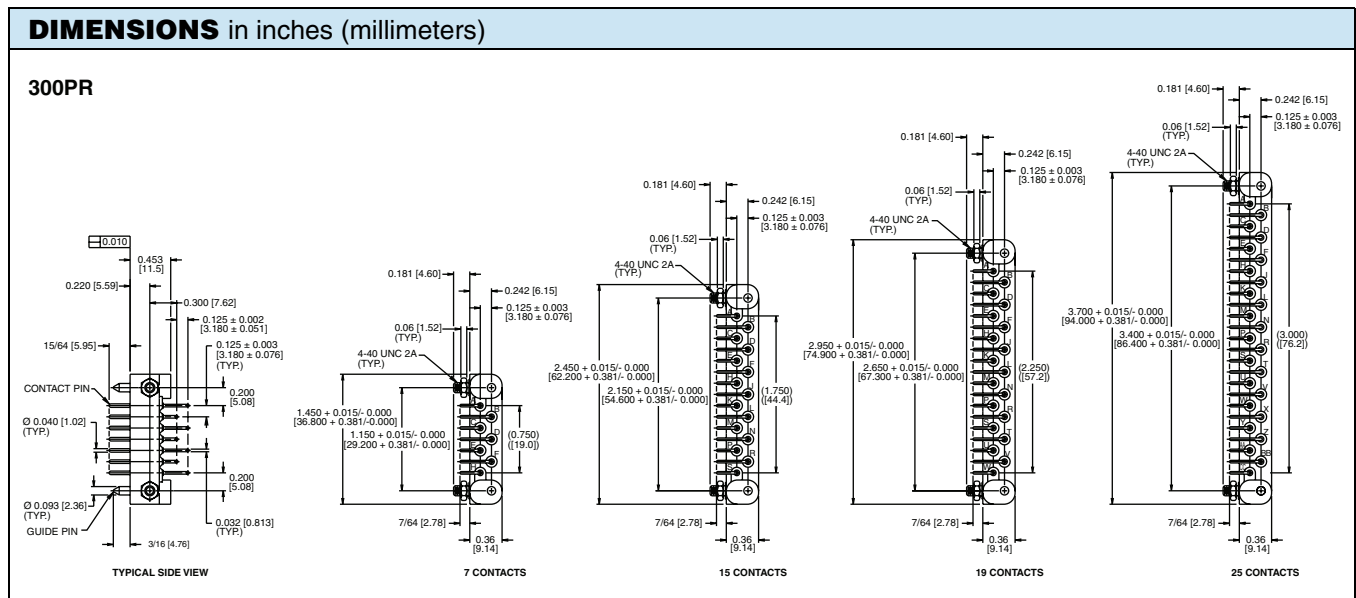 DIMENSIONS in inches (millimeters)
300PR
0.010
0.453
[11.5]
0.220 [5.59]
0.300 [7.62]
0.125 ± 0.002
[3.180 ± 0.051]
0.125 ± 0.003
[3.180 ± 0.076]
(TYP.)
15/64 [5.95]
CONTACT PIN
0.200
[5.08]
Ø 0.040 [1.02]
(TYP.)
0.200
[5.08]
Ø 0.093 [2.36]
(TYP.)
GUIDE PIN
0.032 [0.813]
(TYP.)
3/16 [4.76]
TYPICAL SIDE VIEW
0.181 [4.60]
0.242 [6.15]
0.125 ± 0.003
[3.180 ± 0.076]
0.06 [1.52]
(TYP.)
4-40 UNC 2A
(TYP.)
1.450 + 0.015/- 0.000
[36.800 + 0.381/-0.000]
1.150 + 0.015/- 0.000
[29.200 + 0.381/- 0.000]
A
B
C
D
E
F
H
(0.750)
([19.0])
7/64 [2.78]
0.36
[9.14]
7 CONTACTS
0.181 [4.60]
0.242 [6.15]
0.125 ± 0.003
[3.180 ± 0.076]
0.06 [1.52]
(TYP.)
4-40 UNC 2A
(TYP.)
2.450 + 0.015/- 0.000
[62.200 + 0.381/- 0.000]
2.150 + 0.015/- 0.000
[54.600 + 0.381/- 0.000]
A
B
C
D
E
F
H
J
K
L
M
N
P
R
S
(1.750)
([44.4])
7/64 [2.78]
0.36
[9.14]
15 CONTACTS
0.181 [4.60]
0.242 [6.15]
0.125 ± 0.003
[3.180 ± 0.076]
0.06 [1.52]
(TYP.)
4-40 UNC 2A
(TYP.)
2.950 + 0.015/- 0.000
[74.900 + 0.381/- 0.000]
2.650 + 0.015/- 0.000
[67.300 + 0.381/- 0.000]
A
B
C
D
E
F
H
J
K
L
M
N
P
R
S
T
U
V
W
(2.250)
([57.2])
7/64 [2.78]
0.36
[9.14]
19 CONTACTS
0.181 [4.60]
0.242 [6.15]
0.125 ± 0.003
[3.180 ± 0.076]
0.06 [1.52]
(TYP.)
4-40 UNC 2A
(TYP.)
3.700 + 0.015/- 0.000
[94.000 + 0.381/- 0.000]
3.400 + 0.015/- 0.000
[86.400 + 0.381/- 0.000]
A
B
C
D
E
F
H
J
K
L
M
N
P
R
S
T
U
V
W
X
Y
Z
BB
(3.000)
([76.2])
7/64 [2.78]
0.36
[9.14]
25 CONTACTS